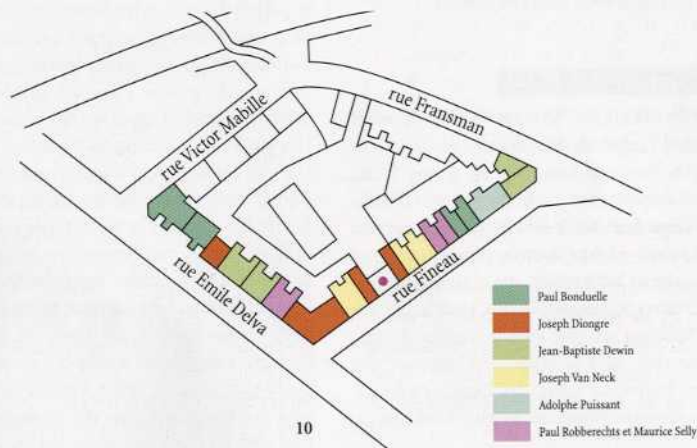 rue Fransman
rue Victor Mabille
rue Emile Delva
rue Fineau
Paul Bonduelle
Joseph Diongre
Jean-Baptiste Dewin
Joseph Van Neck
Adolphe Puissant
Paul Robberechts et Maurice Selly
10